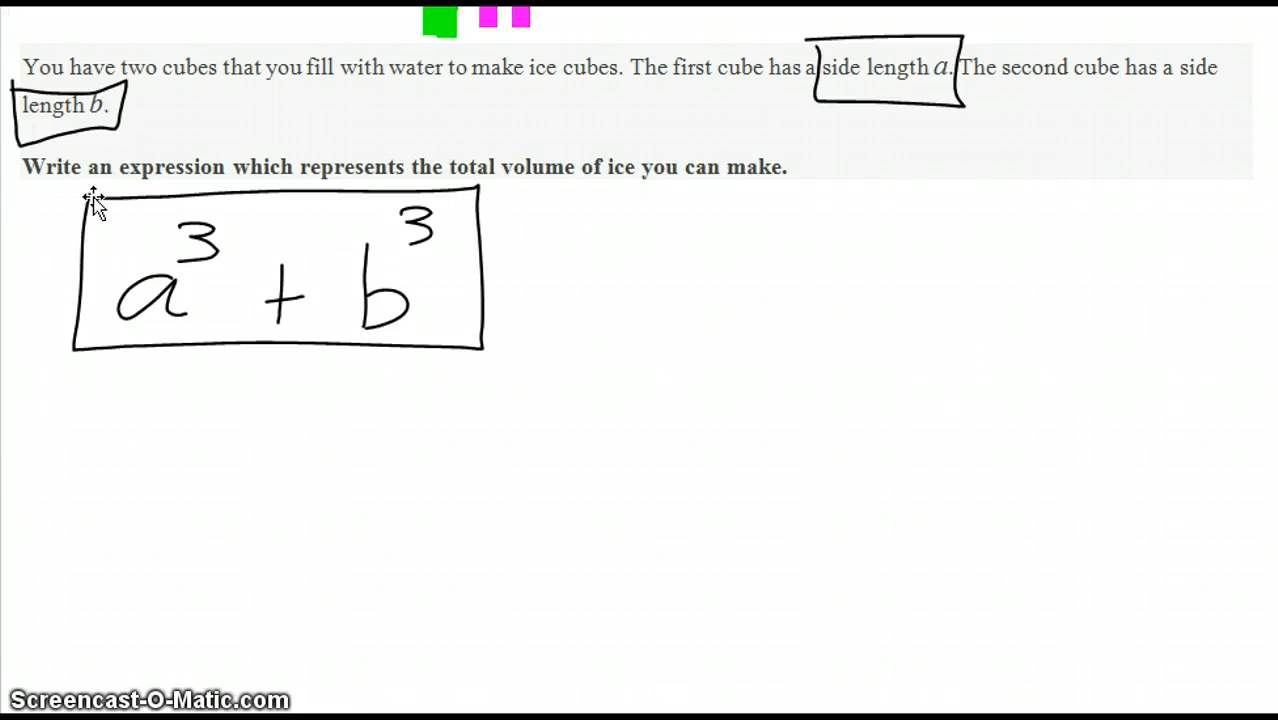 You have two cubes that you fill with water to make ice cubes. The first cube has a side length a. The second cube has a side
length b.
Write an expression which represents the total volume of ice you can make.
a³ + b³
Screencast-O-Matic.com